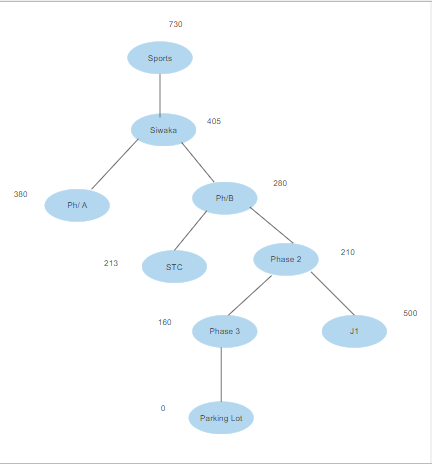 730
Sports
Siwaka
405
380
Ph/ A
Ph/B
280
213
STC
Phase 2
210
160
Phase 3
J1
500
0
Parking Lot